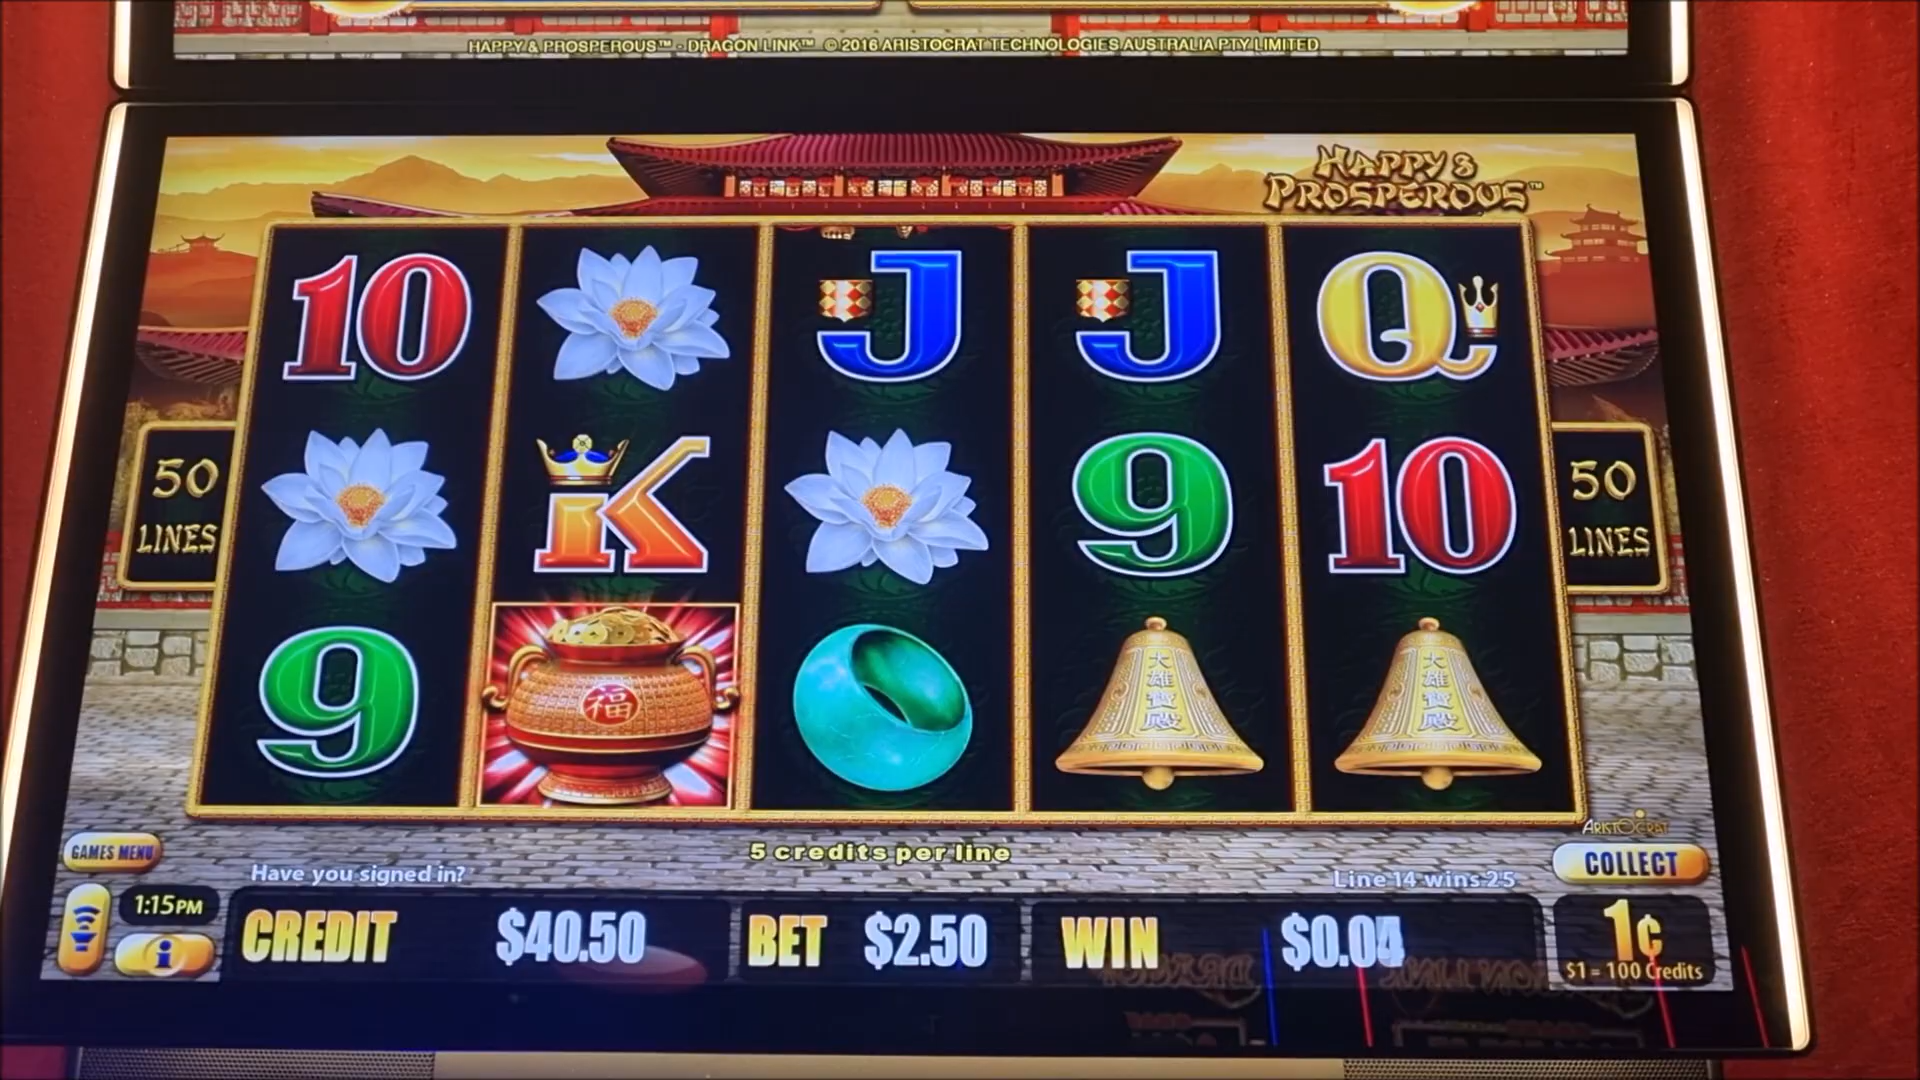 HAPPY & PROSPEROUS™ - DRAGON LINK™ © 2016 ARISTOCRAT TECHNOLOGIES AUSTRALIA PTY LIMITED
HAPPY &
PROSPEROUS™
10
J
J
Q
50
LINES
K
9
10
50
LINES
9
福
大雄寶殿
大雄寶殿
ARISTOCRAT
GAMES MENU
5 credits per line
COLLECT
Have you signed in?
Line 14 wins 25
1:15PM
CREDIT $40.50
BET $2.50
WIN $0.04
1¢
i
$1 = 100 Credits